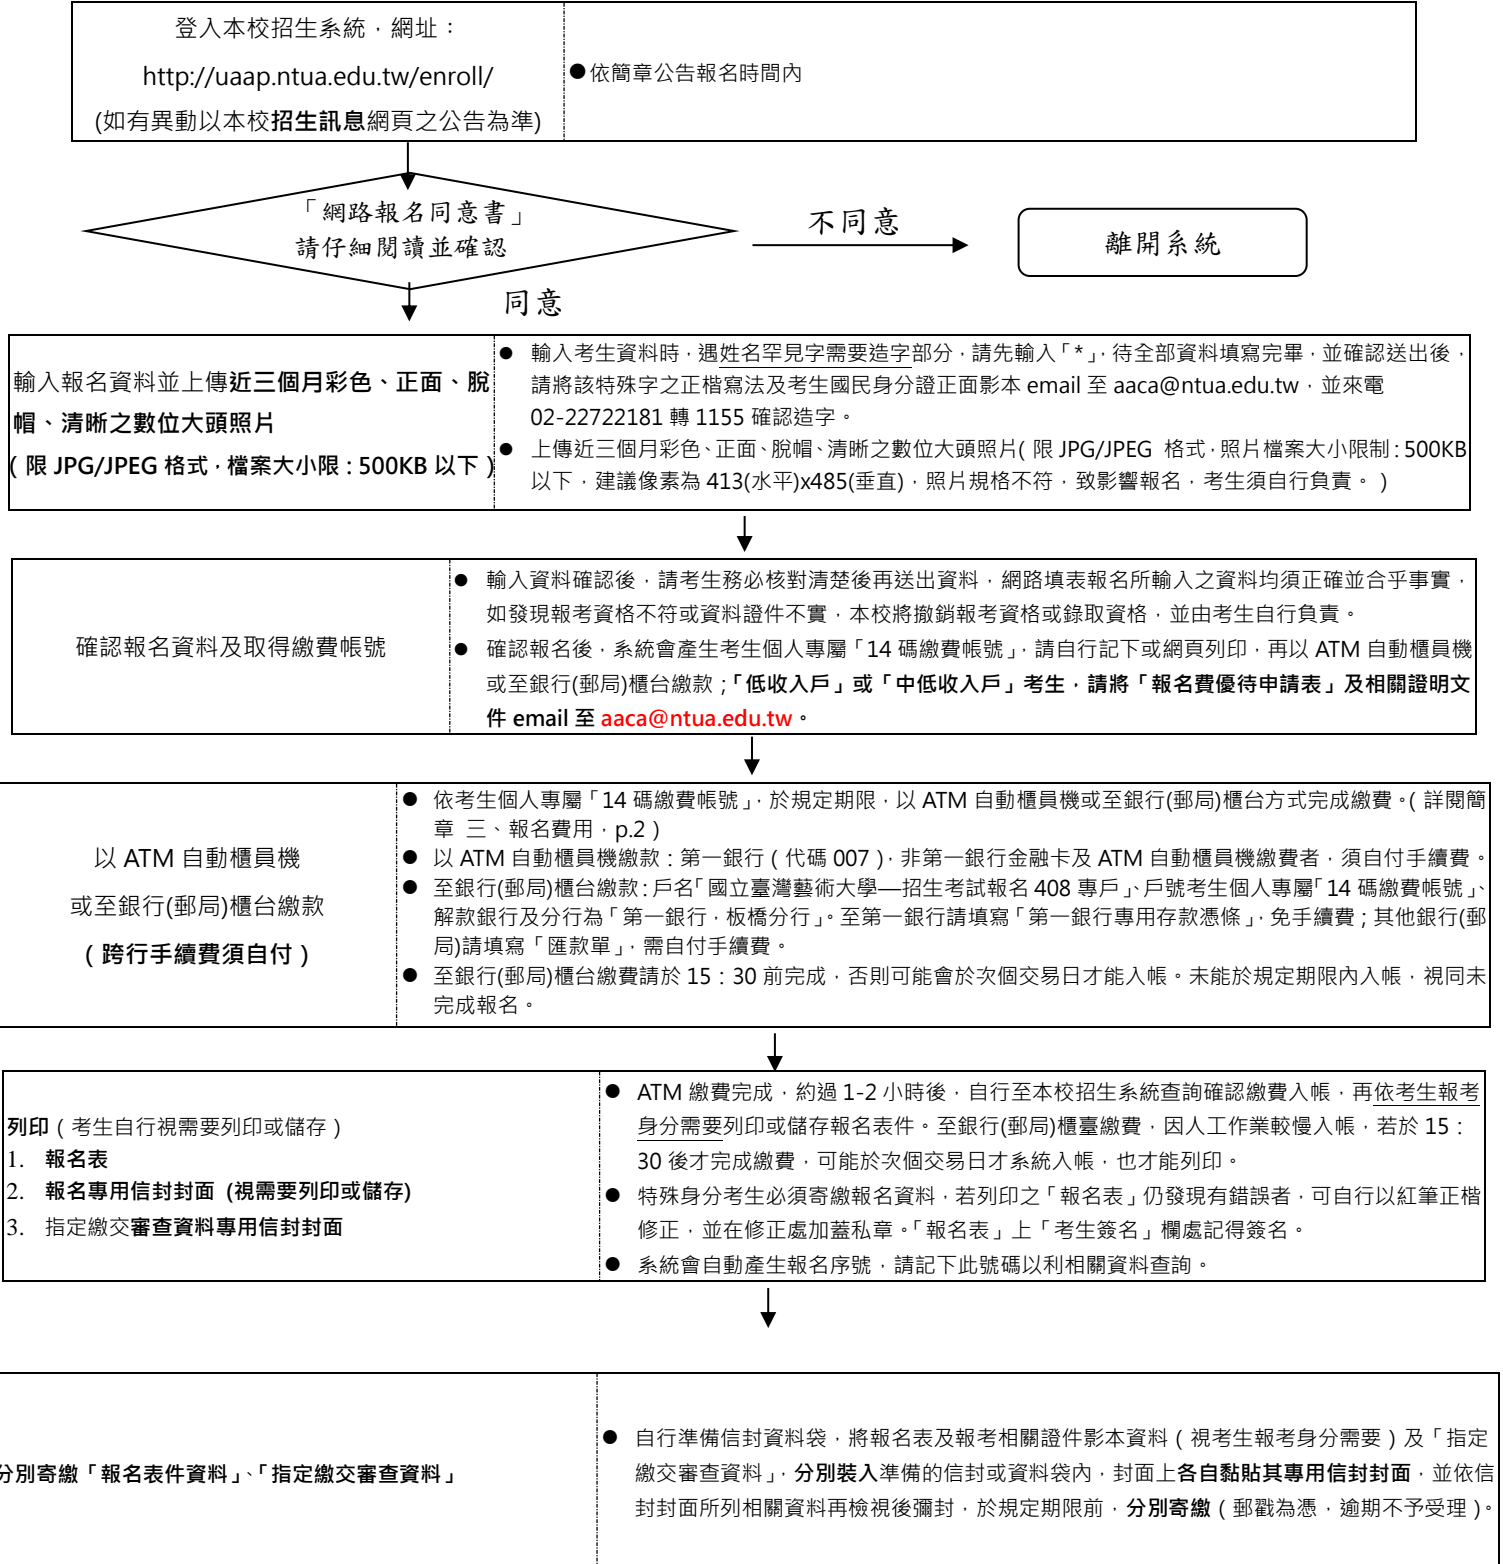 登入本校招生系統，網址：
http://uaap.ntua.edu.tw/enroll/
(如有異動以本校招生訊息網頁之公告為準)
●依簡章公告報名時間內
「網路報名同意書」
請仔細閱讀並確認
不同意
離開系統
同意
輸入報名資料並上傳近三個月彩色、正面、脫
帽、清晰之數位大頭照片
（限 JPG/JPEG 格式，檔案大小限：500KB 以下）
● 輸入考生資料時，遇姓名罕見字需要造字部分，請先輸入「*」，待全部資料填寫完畢，並確認送出後，
請將該特殊字之正楷寫法及考生國民身分證正面影本 email 至 aaca@ntua.edu.tw，並來電
02-22722181 轉 1155 確認造字。
● 上傳近三個月彩色、正面、脫帽、清晰之數位大頭照片（限 JPG/JPEG 格式，照片檔案大小限制：500KB
以下，建議像素為 413(水平)x485(垂直)，照片規格不符，致影響報名，考生須自行負責。）
確認報名資料及取得繳費帳號
● 輸入資料確認後，請考生務必核對清楚後再送出資料，網路填表報名所輸入之資料均須正確並合乎事實，
如發現報考資格不符或資料證件不實，本校將撤銷報考資格或錄取資格，並由考生自行負責。
● 確認報名後，系統會產生考生個人專屬「14 碼繳費帳號」，請自行記下或網頁列印，再以 ATM 自動櫃員機
或至銀行(郵局)櫃台繳款；「低收入戶」或「中低收入戶」考生，請將「報名費優待申請表」及相關證明文
件 email 至 aaca@ntua.edu.tw。
以 ATM 自動櫃員機
或至銀行(郵局)櫃台繳款
（跨行手續費須自付）
● 依考生個人專屬「14 碼繳費帳號」，於規定期限，以 ATM 自動櫃員機或至銀行(郵局)櫃台方式完成繳費。（詳閱簡
章 三、報名費用，p.2）
● 以 ATM 自動櫃員機繳款：第一銀行（代碼 007），非第一銀行金融卡及 ATM 自動櫃員機繳費者，須自付手續費。
● 至銀行(郵局)櫃台繳款：戶名「國立臺灣藝術大學—招生考試報名 408 專戶」、戶號考生個人專屬「14 碼繳費帳號」、
解款銀行及分行為「第一銀行，板橋分行」。至第一銀行請填寫「第一銀行專用存款憑條」，免手續費；其他銀行(郵
局)請填寫「匯款單」，需自付手續費。
● 至銀行(郵局)櫃台繳費請於 15：30 前完成，否則可能會於次個交易日才能入帳。未能於規定期限內入帳，視同未
完成報名。
列印（考生自行視需要列印或儲存）
1. 報名表
2. 報名專用信封封面 (視需要列印或儲存)
3. 指定繳交審查資料專用信封封面
● ATM 繳費完成，約過 1-2 小時後，自行至本校招生系統查詢確認繳費入帳，再依考生報考
身分需要列印或儲存報名表件。至銀行(郵局)櫃臺繳費，因人工作業較慢入帳，若於 15：
30 後才完成繳費，可能於次個交易日才系統入帳，也才能列印。
● 特殊身分考生必須寄繳報名資料，若列印之「報名表」仍發現有錯誤者，可自行以紅筆正楷
修正，並在修正處加蓋私章。「報名表」上「考生簽名」欄處記得簽名。
● 系統會自動產生報名序號，請記下此號碼以利相關資料查詢。
分別寄繳「報名表件資料」、「指定繳交審查資料」
● 自行準備信封資料袋，將報名表及報考相關證件影本資料（視考生報考身分需要）及「指定
繳交審查資料」，分別裝入準備的信封或資料袋內，封面上各自黏貼其專用信封封面，並依信
封封面所列相關資料再檢視後彌封，於規定期限前，分別寄繳（郵戳為憑，逾期不予受理）。